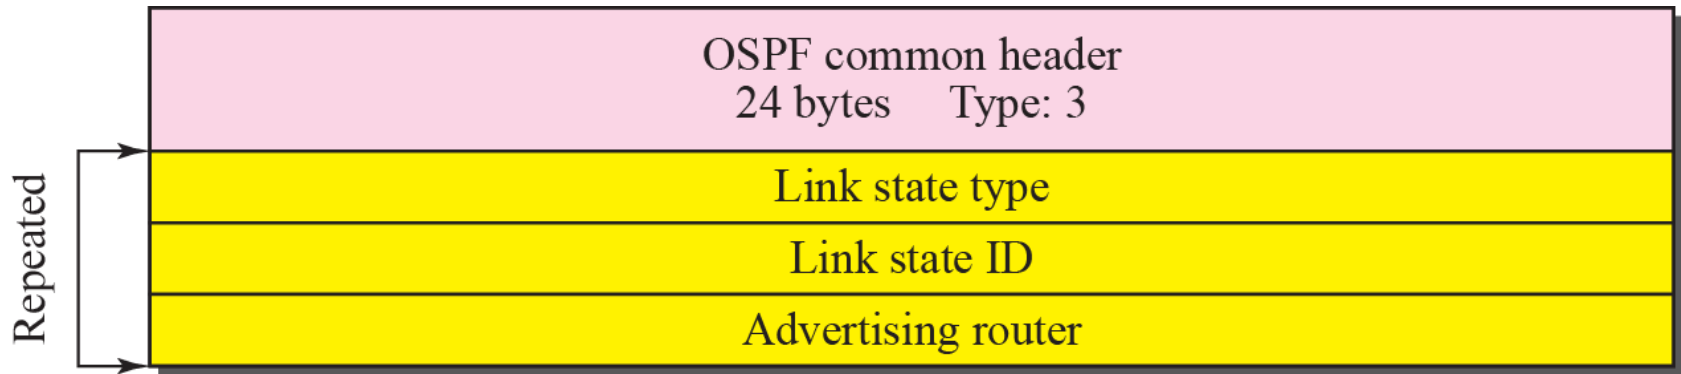 OSPF common header
24 bytes Type: 3
Repeated
Link state type
Link state ID
Advertising router